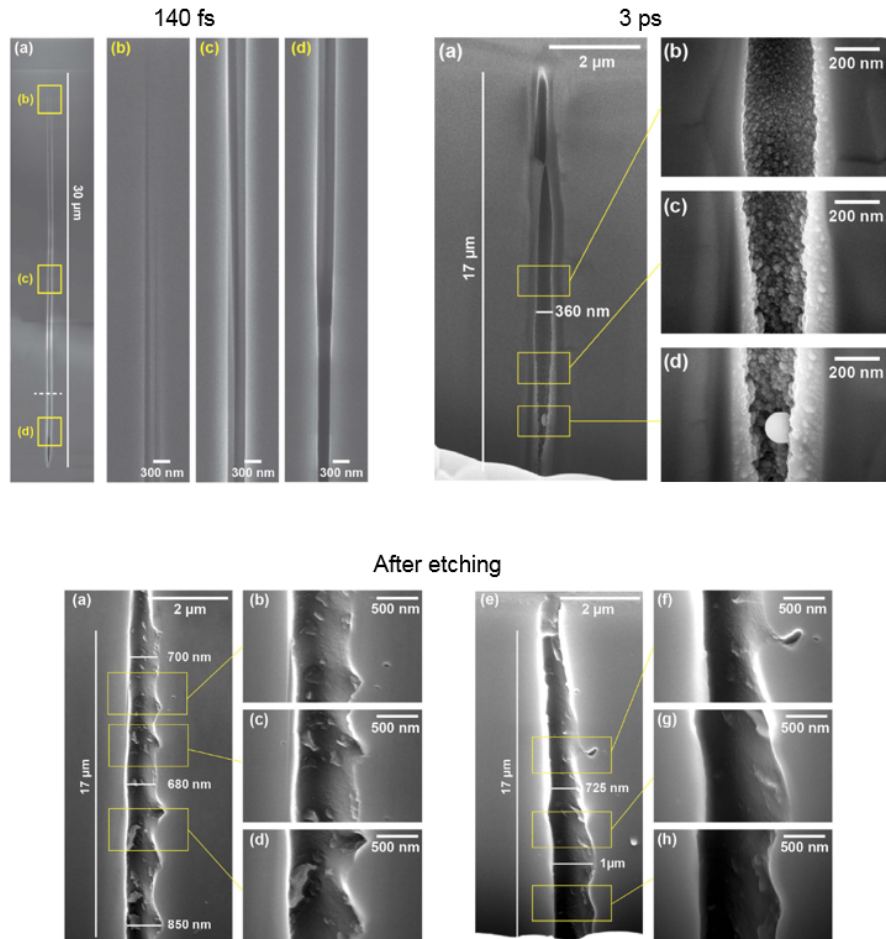 140 fs
3 ps
(a)
(b)
(c)
(d)
(b)
30 µm
(c)
(d)
300 nm
300 nm
300 nm
(a)
2 µm
17 µm
360 nm
(b)
200 nm
(c)
200 nm
(d)
200 nm
After etching
(a)
2 µm
700 nm
17 µm
680 nm
850 nm
(b)
500 nm
(c)
500 nm
(d)
500 nm
(e)
2 µm
17 µm
725 nm
1µm
(f)
500 nm
(g)
500 nm
(h)
500 nm